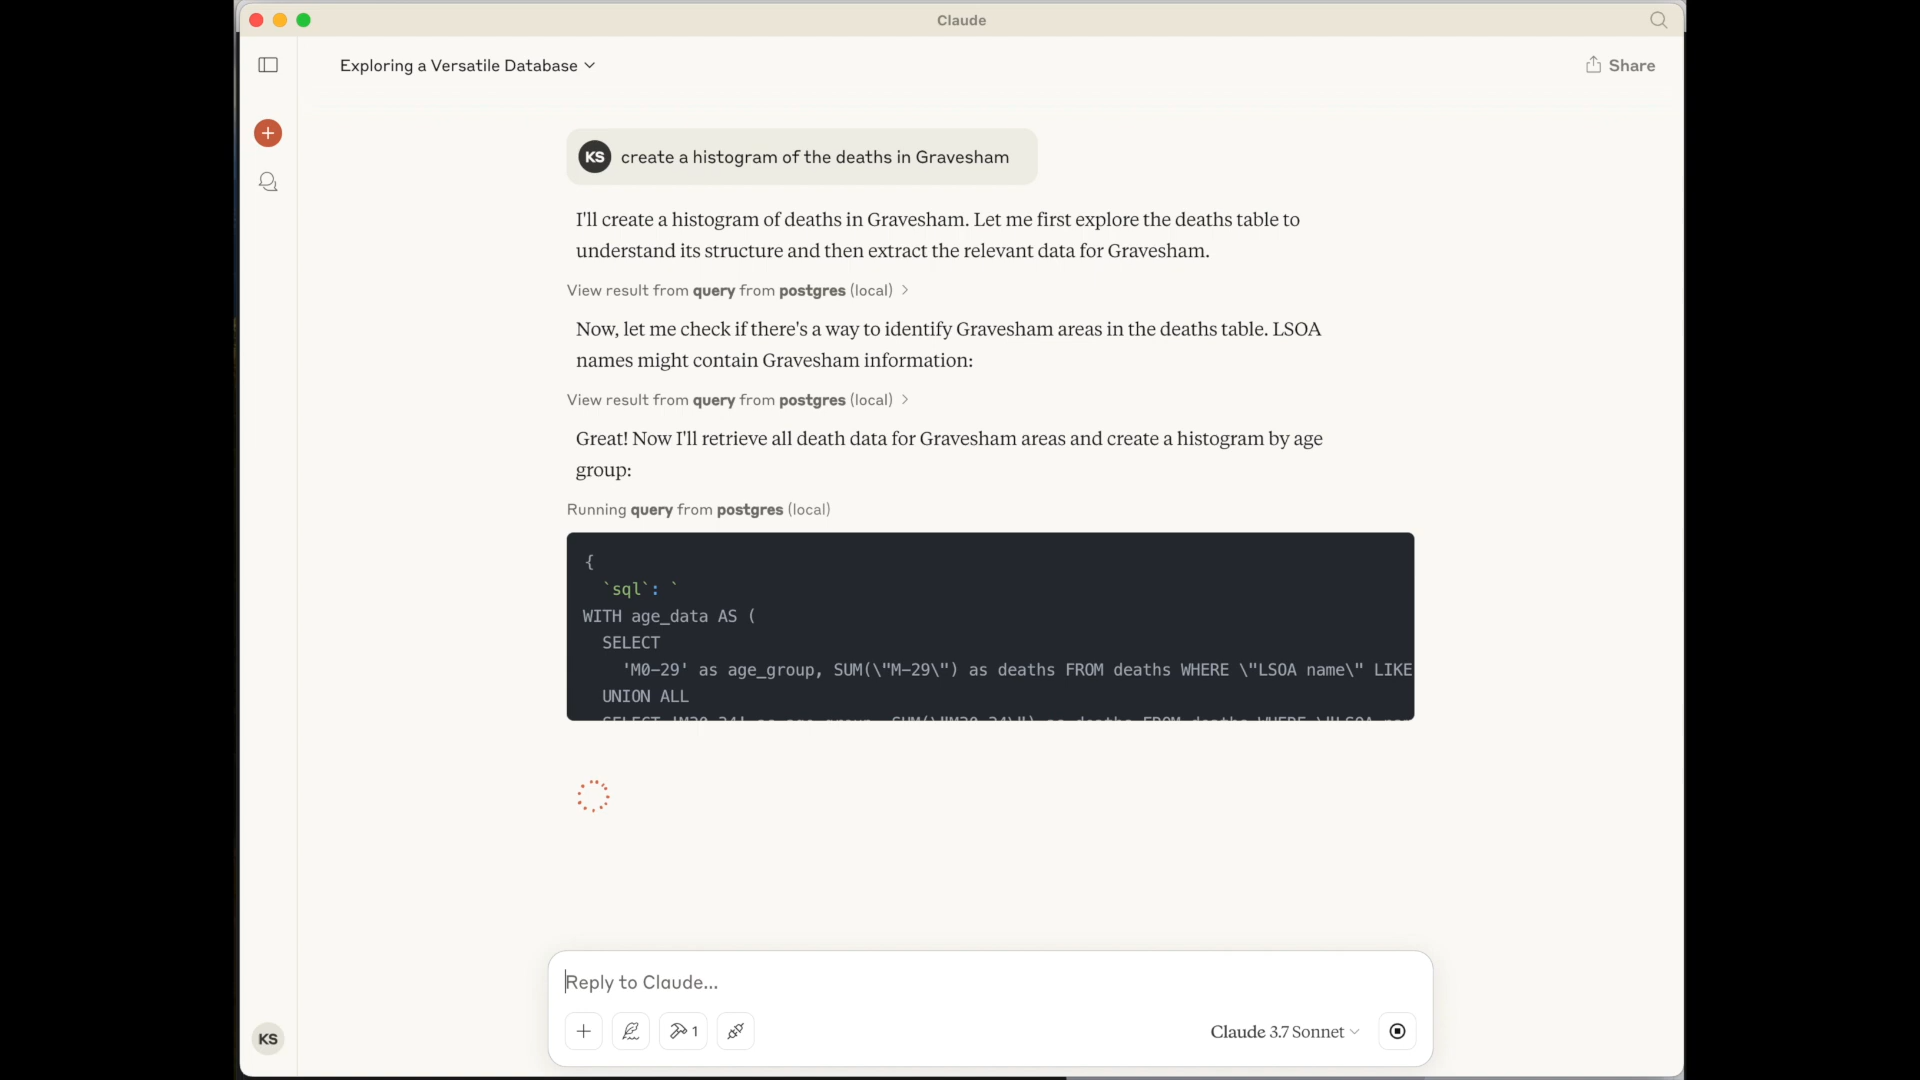 Claude
Exploring a Versatile Database
Share
KS create a histogram of the deaths in Gravesham
I'll create a histogram of deaths in Gravesham. Let me first explore the deaths table to
understand its structure and then extract the relevant data for Gravesham.
View result from query from postgres (local)
Now, let me check if there's a way to identify Gravesham areas in the deaths table. LSOA
names might contain Gravesham information:
View result from query from postgres (local)
Great! Now I'll retrieve all death data for Gravesham areas and create a histogram by age
group:
Running query from postgres (local)
{
`sql`: `
WITH age_data AS (
SELECT
'M0-29' as age_group, SUM(\"M-29\") as deaths FROM deaths WHERE \"LSOA name\" LIKE
UNION ALL
Reply to Claude...
1
Claude 3.7 Sonnet
KS